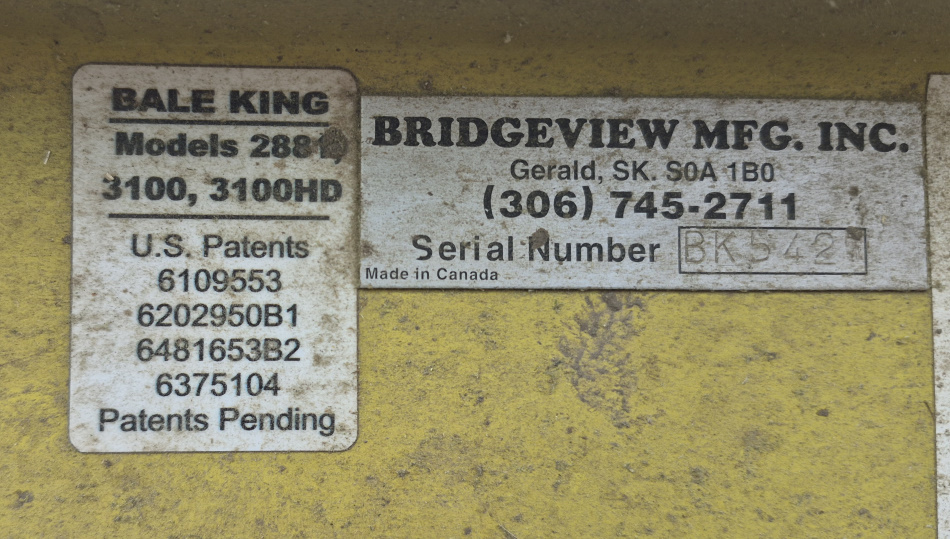 BALE KING
Models 2881,
3100, 3100HD
U.S. Patents
6109553
6202950B1
6481653B2
6375104
Patents Pending
BRIDGEVIEW MFG. INC.
Gerald, SK. S0A 1B0
(306) 745-2711
Serial Number
Made in Canada